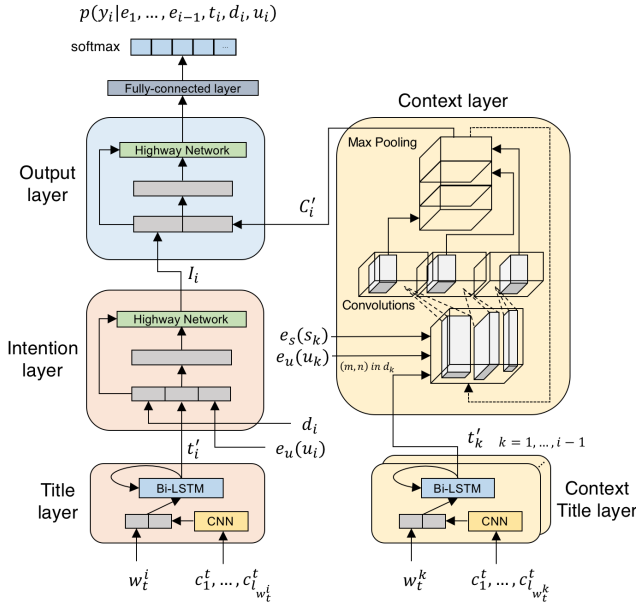 p(y_i|e_1, ..., e_{i−1}, t_i, d_i, u_i)
softmax
...
Fully-connected layer
Context layer
Output layer
Highway Network
Max Pooling
C'_i
I_i
Convolutions
Intention layer
Highway Network
e_s(s_k)
e_u(u_k)
(m, n) in d_k
d_i
e_u(u_i)
t'_i
t'_k k = 1, ..., i − 1
Title layer
Bi-LSTM
CNN
w_t^i
c_1^t, ..., c_{l_{w_t^i}}^t
Bi-LSTM
CNN
Context Title layer
w_t^k
c_1^t, ..., c_{l_{w_t^k}}^t